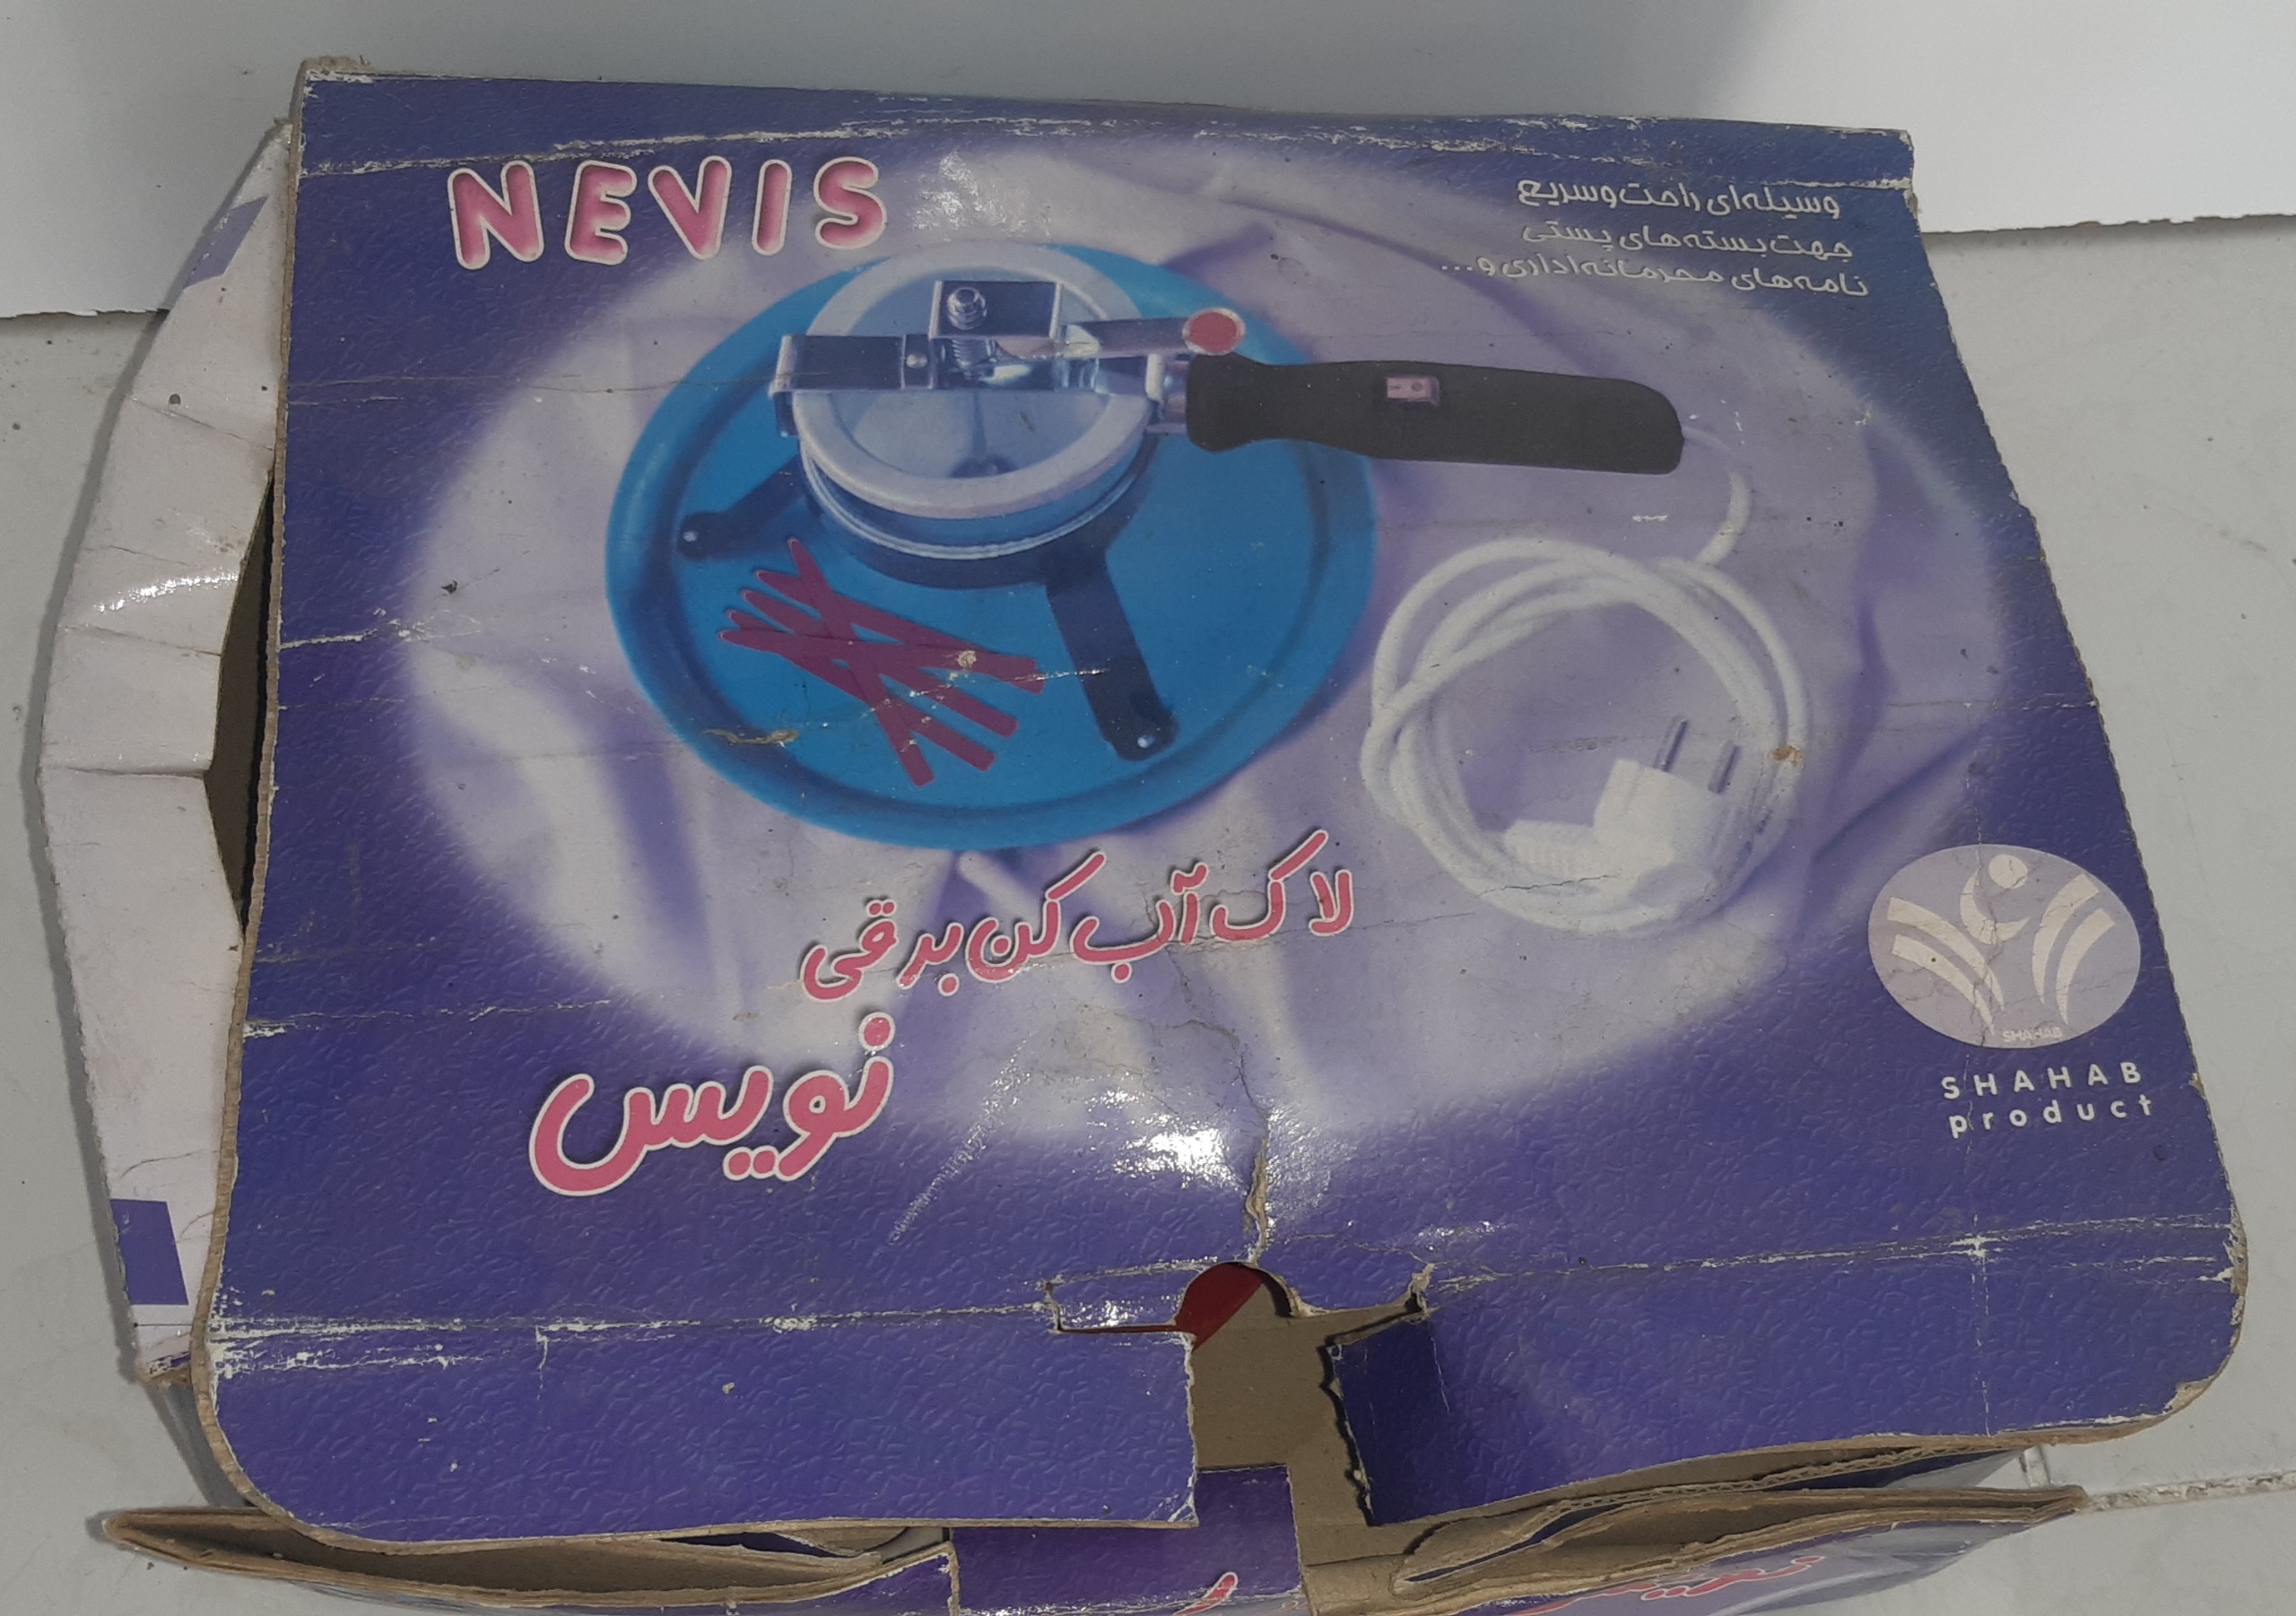 NEVIS
وسیله‌ای راحت و سریع
جهت بسته‌های پستی
نامه‌های محرمانه اداری و...
لاک آب کن برقی
نویس
SHAHAB
SHAHAB
product